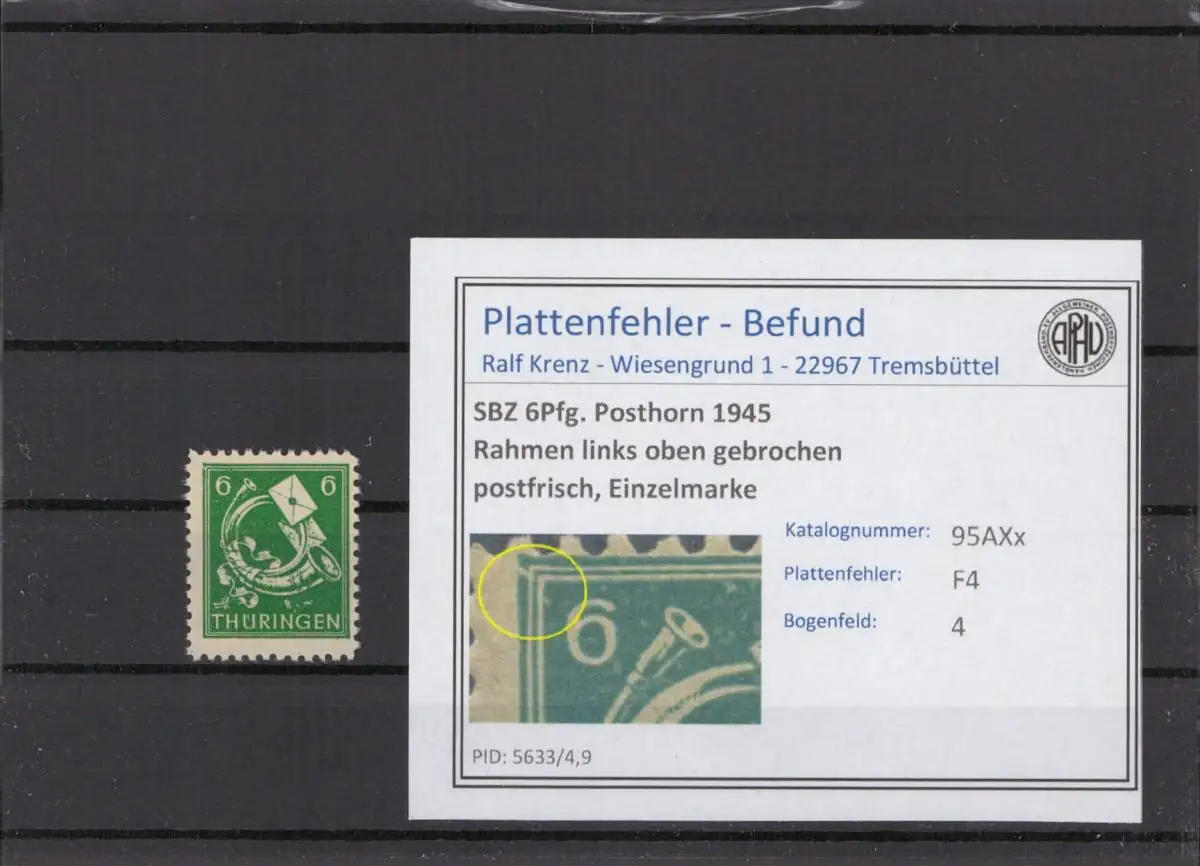 6 6
THÜRINGEN
Plattenfehler - Befund
Ralf Krenz - Wiesengrund 1 - 22967 Tremsbüttel
APHV
SBZ 6Pfg. Posthorn 1945
Rahmen links oben gebrochen
postfrisch, Einzelmarke
6
Katalognummer: 95AXx
Plattenfehler: F4
Bogenfeld: 4
PID: 5633/4,9